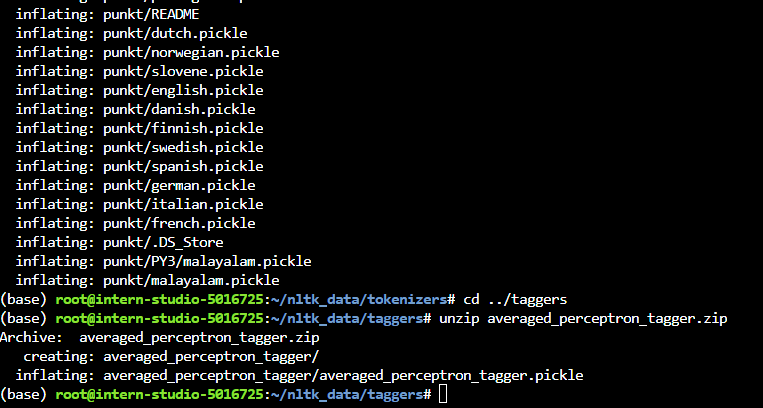 inflating: punkt/README
inflating: punkt/dutch.pickle
inflating: punkt/norwegian.pickle
inflating: punkt/slovene.pickle
inflating: punkt/english.pickle
inflating: punkt/danish.pickle
inflating: punkt/finnish.pickle
inflating: punkt/swedish.pickle
inflating: punkt/spanish.pickle
inflating: punkt/german.pickle
inflating: punkt/italian.pickle
inflating: punkt/french.pickle
inflating: punkt/.DS_Store
inflating: punkt/PY3/malayalam.pickle
inflating: punkt/malayalam.pickle
(base) root@intern-studio-5016725:~/nltk_data/tokenizers# cd ../taggers
(base) root@intern-studio-5016725:~/nltk_data/taggers# unzip averaged_perceptron_tagger.zip
Archive:  averaged_perceptron_tagger.zip
creating: averaged_perceptron_tagger/
inflating: averaged_perceptron_tagger/averaged_perceptron_tagger.pickle
(base) root@intern-studio-5016725:~/nltk_data/taggers#